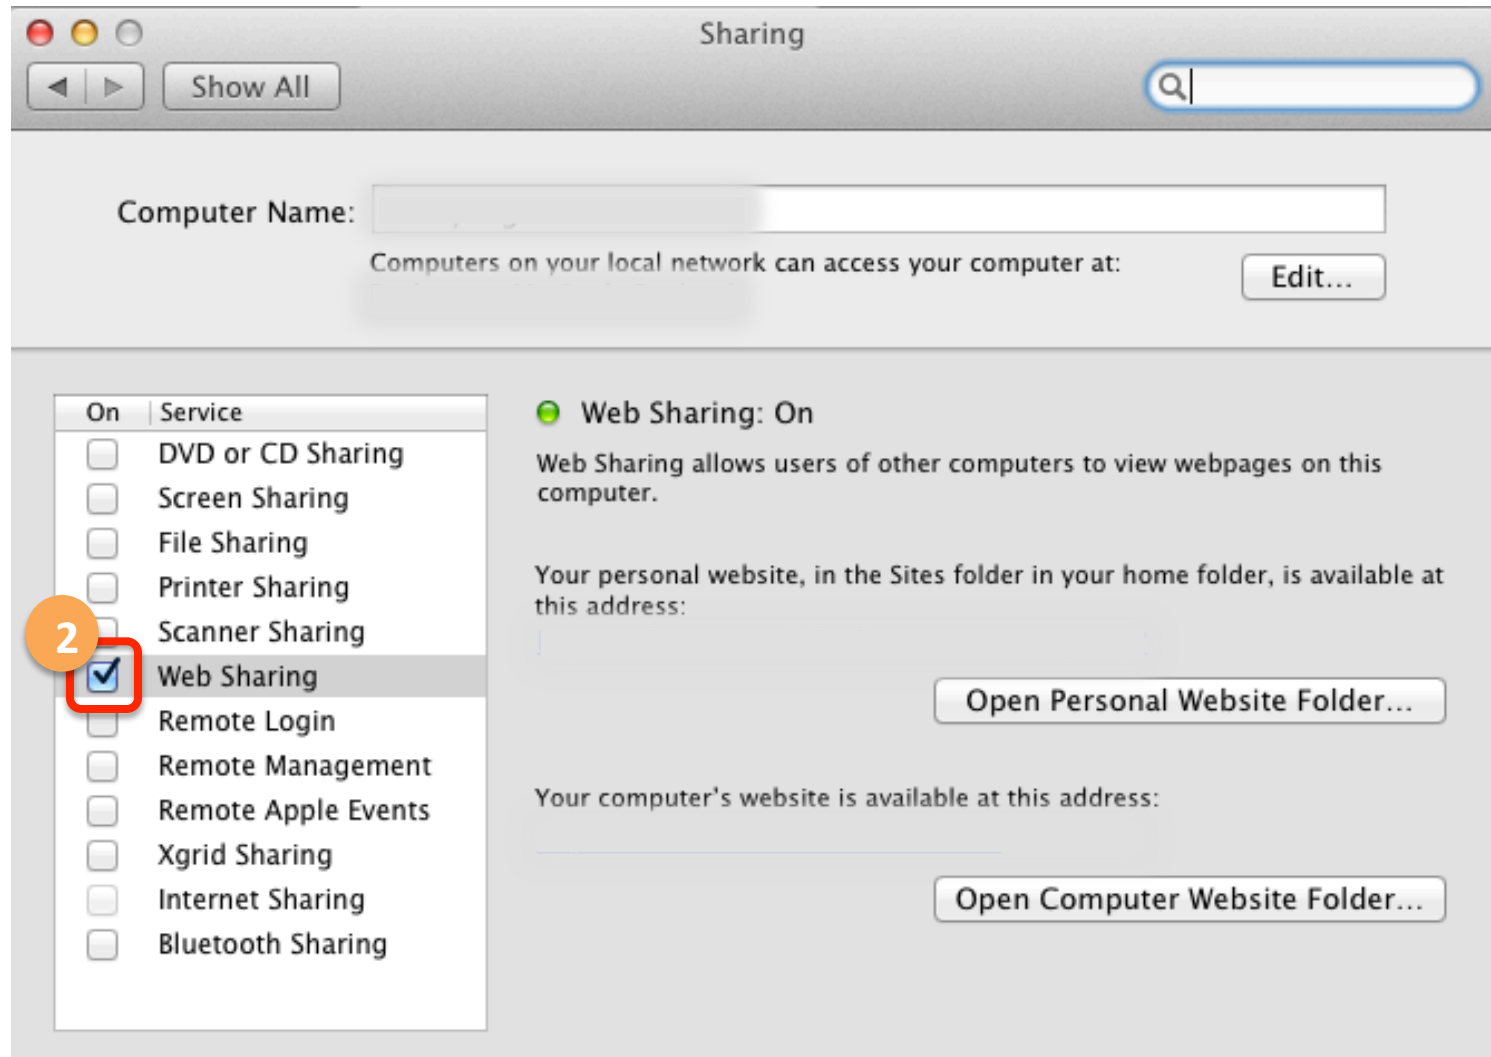 Sharing
Show All
Computer Name:
Computers on your local network can access your computer at:
Edit...
On Service
DVD or CD Sharing
Screen Sharing
File Sharing
Printer Sharing
Scanner Sharing
2
Web Sharing
Remote Login
Remote Management
Remote Apple Events
Xgrid Sharing
Internet Sharing
Bluetooth Sharing
Web Sharing: On
Web Sharing allows users of other computers to view webpages on this
computer.
Your personal website, in the Sites folder in your home folder, is available at
this address:
Open Personal Website Folder...
Your computer's website is available at this address:
Open Computer Website Folder...